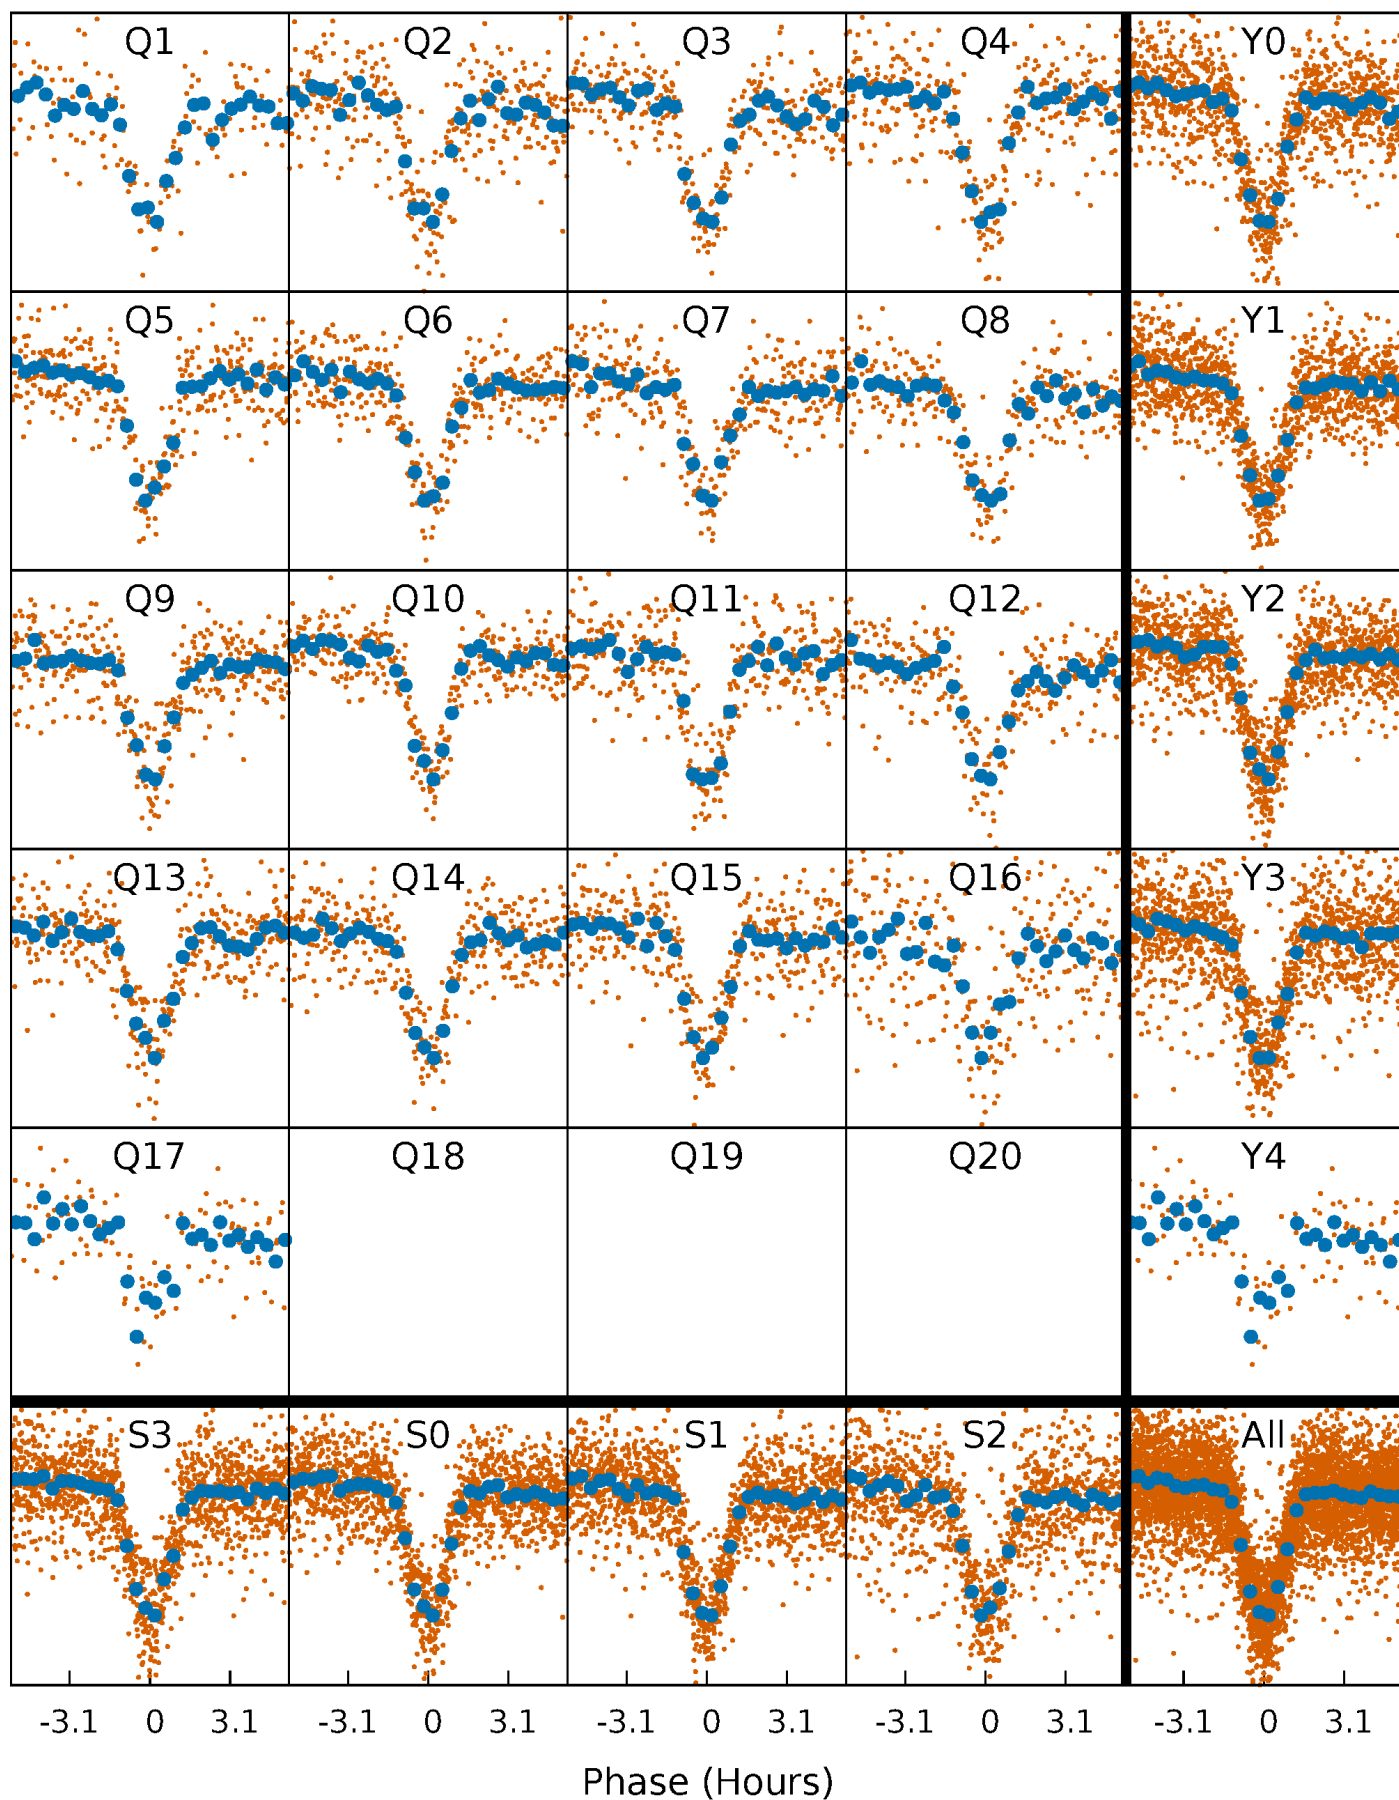 Q1 Q2 Q3 Q4 Y0
Q5 Q6 Q7 Q8 Y1
Q9 Q10 Q11 Q12 Y2
Q13 Q14 Q15 Q16 Y3
Q17 Q18 Q19 Q20 Y4
S3 S0 S1 S2 All
-3.1 0 3.1 -3.1 0 3.1 -3.1 0 3.1 -3.1 0 3.1 -3.1 0 3.1
Phase (Hours)